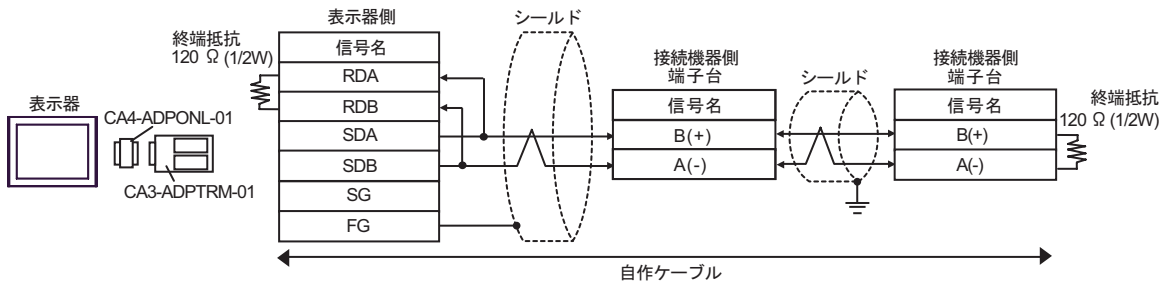 表示器
CA4-ADPONL-01
CA3-ADPTRM-01
終端抵抗
120 Ω (1/2W)
表示器側
信号名
RDA
RDB
SDA
SDB
SG
FG
シールド
接続機器側
端子台
信号名
B(+)
A(-)
シールド
接続機器側
端子台
信号名
B(+)
A(-)
終端抵抗
120 Ω (1/2W)
自作ケーブル